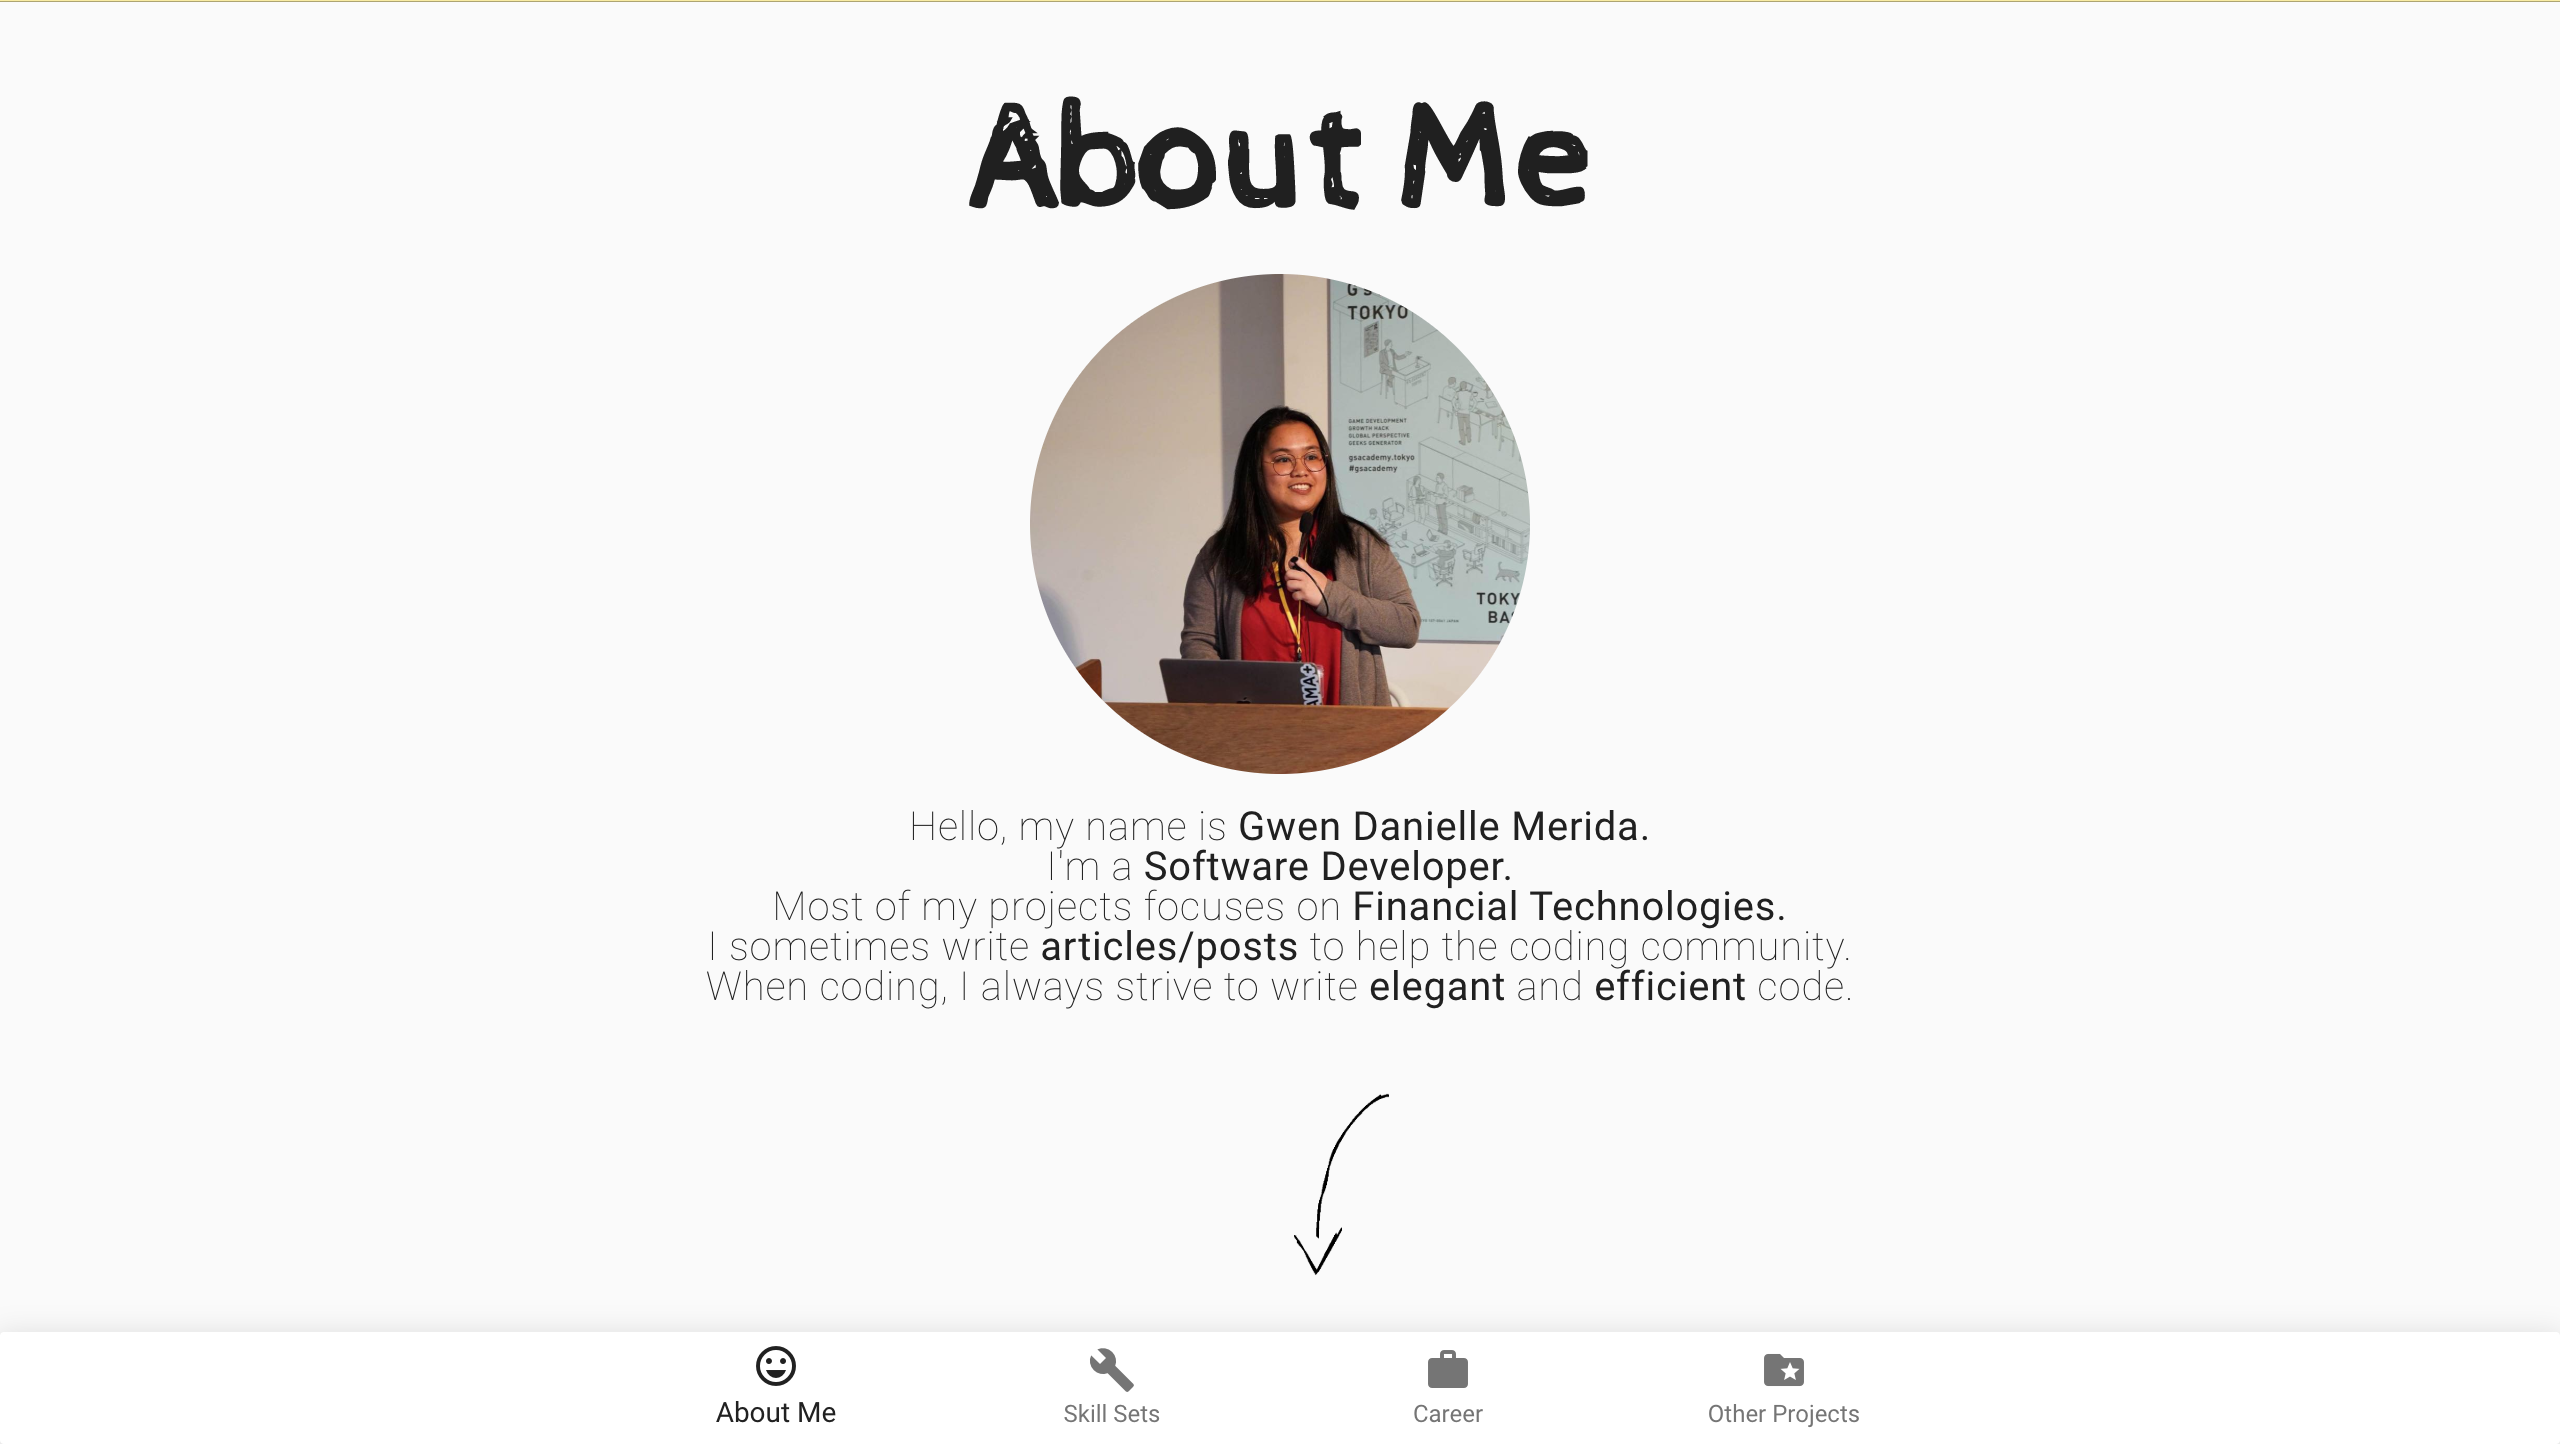 About Me
TOKYO
GAME DEVELOPMENT
GROWTH HACK
GLOBAL PERSPECTIVE
GEEKS GENERATOR
gsacademy.tokyo
#gsacademy
TOKY
BA
Hello, my name is Gwen Danielle Merida.
I'm a Software Developer.
Most of my projects focuses on Financial Technologies.
I sometimes write articles/posts to help the coding community.
When coding, I always strive to write elegant and efficient code.
About Me
Skill Sets
Career
Other Projects